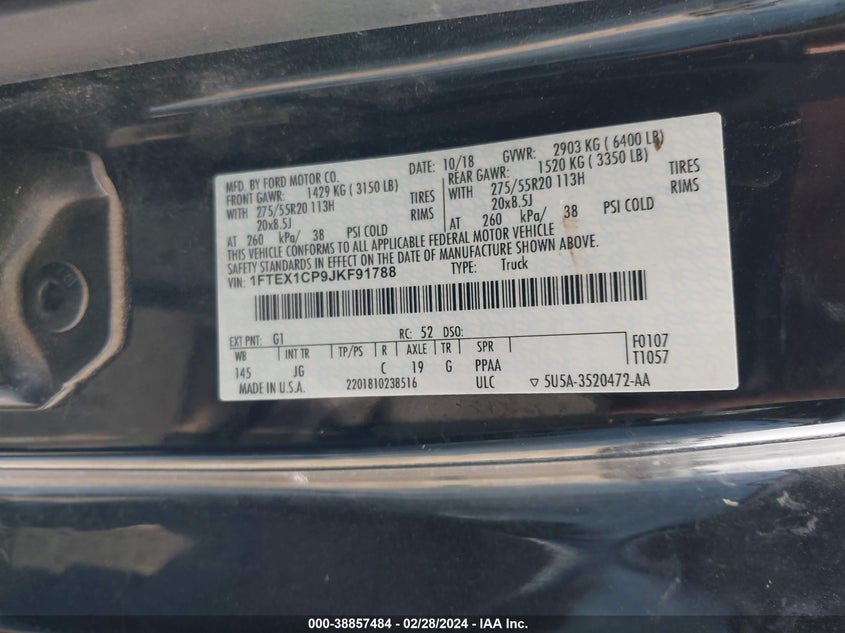 MFD. BY FORD MOTOR CO. DATE: 10/18 GVWR: 2903 KG ( 6400 LB)
FRONT GAWR: 1429 KG ( 3150 LB) REAR GAWR: 1520 KG ( 3350 LB)
WITH 275/55R20 113H TIRES WITH 275/55R20 113H TIRES
20x8.5J RIMS 20x8.5J RIMS
AT 260 kPa/ 38 PSI COLD AT 260 kPa/ 38 PSI COLD
THIS VEHICLE CONFORMS TO ALL APPLICABLE FEDERAL MOTOR VEHICLE
SAFETY STANDARDS IN EFFECT ON THE DATE OF MANUFACTURE SHOWN ABOVE.
VIN: 1FTEX1CP9JKF91788 TYPE: Truck
EXT PNT: G1 RC: 52 DSO: F0107
WB INT TR TP/PS R AXLE TR SPR T1057
145 JG C 19 G PPAA
MADE IN U.S.A. 2201810238516 ULC ▽ 5U5A-3520472-AA
000-38857484 - 02/28/2024 - IAA Inc.